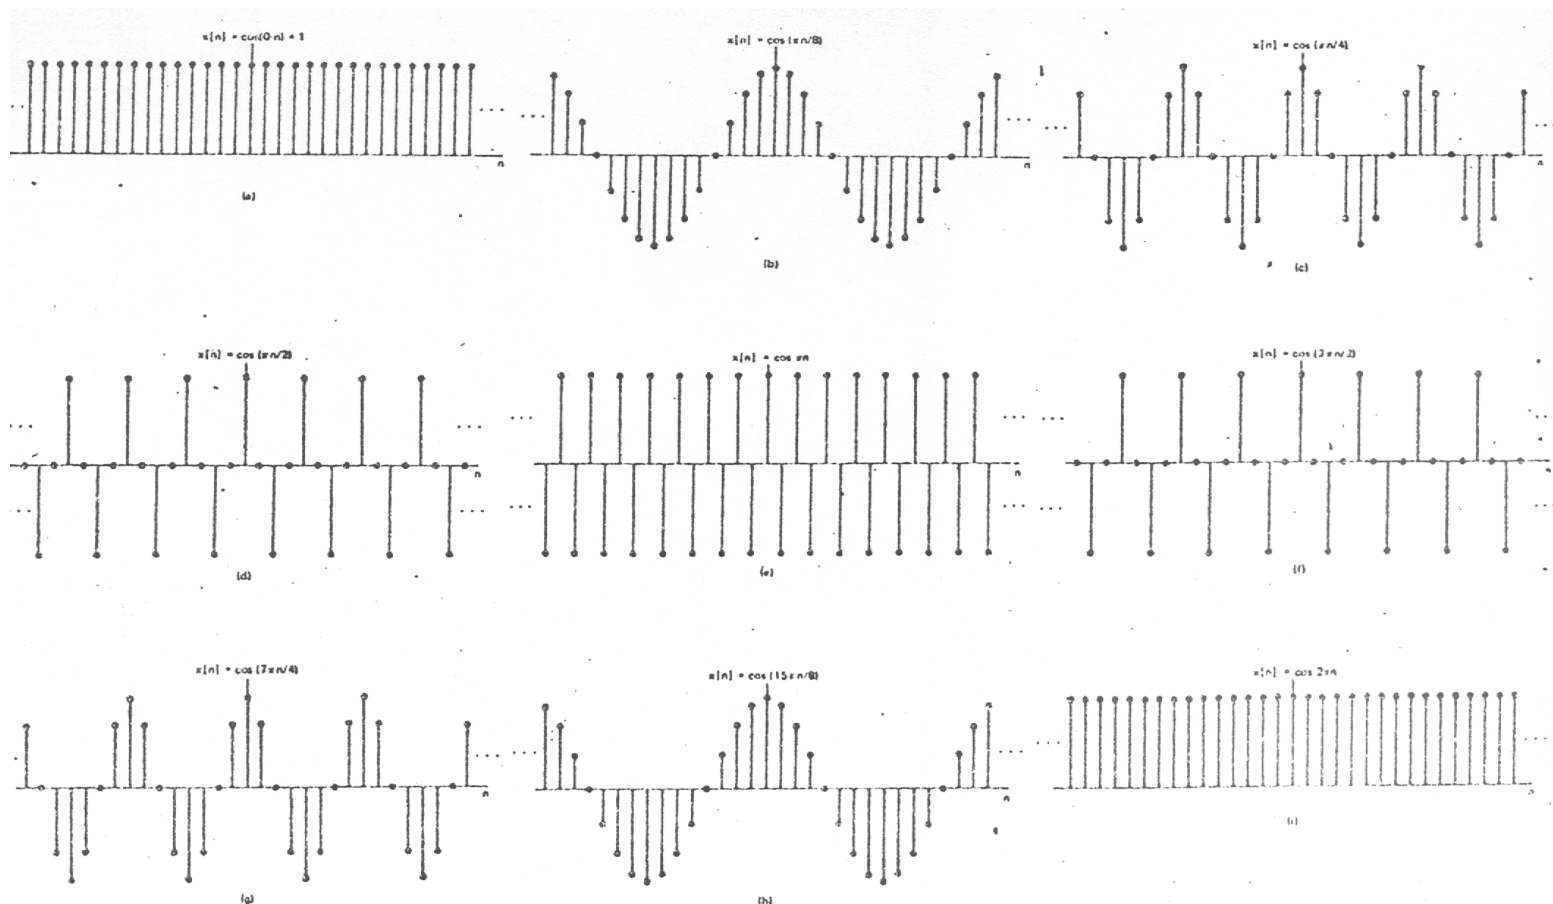 x[n] = cos(0·n) = 1
x[n] = cos (πn/8)
x[n] = cos (πn/4)
n
n
n
(a)
(b)
(c)
x[n] = cos (πn/2)
x[n] = cos πn
x[n] = cos (3πn/2)
n
n
n
(d)
(e)
(f)
x[n] = cos (7πn/4)
x[n] = cos (15πn/8)
x[n] = cos 2πn
n
n
n
(g)
(h)
(i)